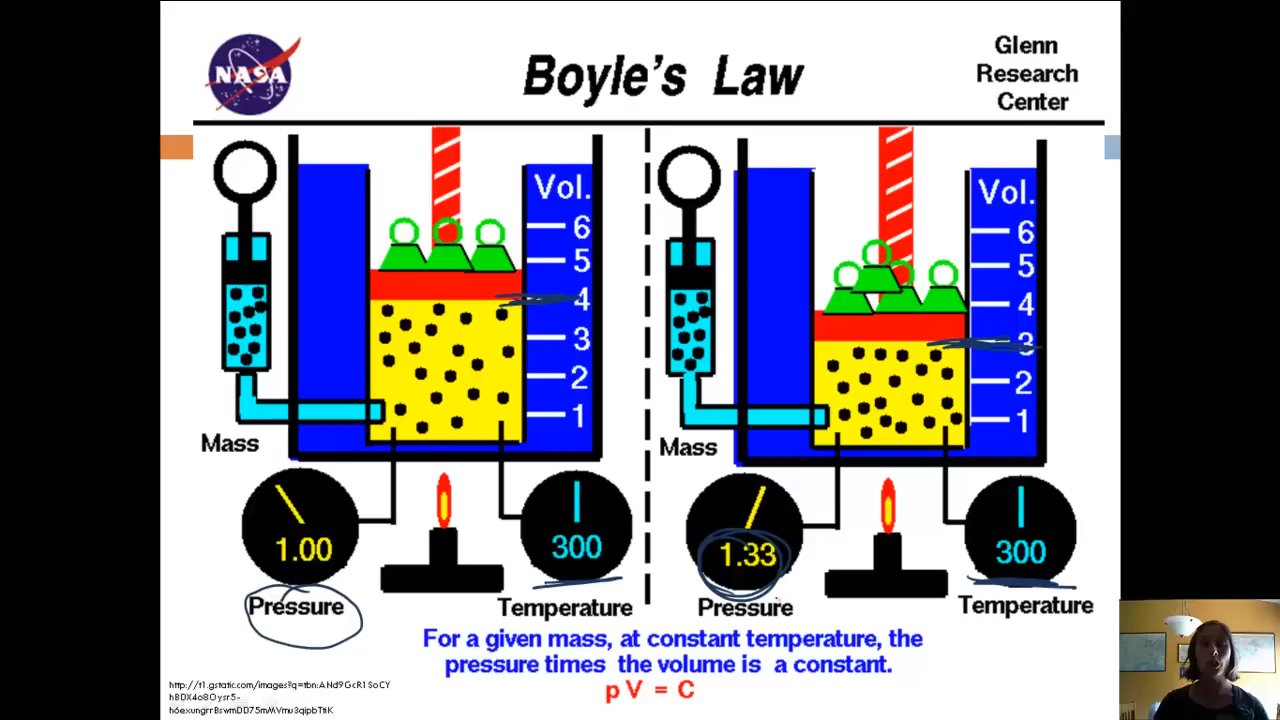 NASA
Boyle's Law
Glenn
Research
Center
Vol.
6
5
4
3
2
1
Mass
1.00
Pressure
300
Temperature
Vol.
6
5
4
3
2
1
Mass
1.33
Pressure
300
Temperature
For a given mass, at constant temperature, the
pressure times the volume is a constant.
p V = C